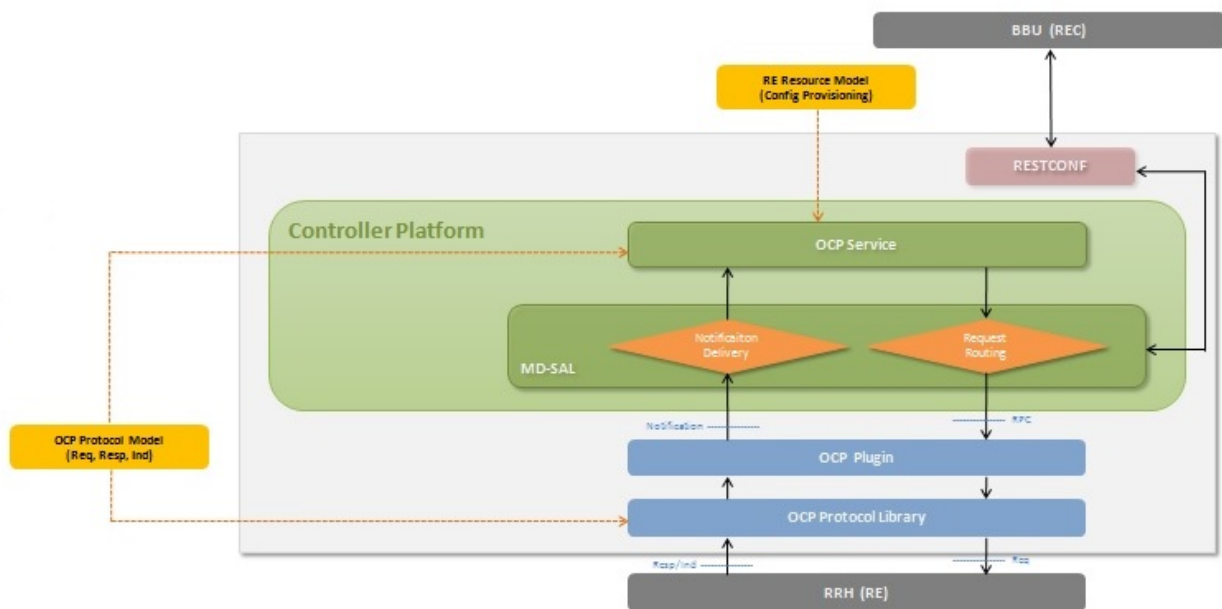 BBU (REC)
RE Resource Model
(Config Provisioning)
RESTCONF
Controller Platform
OCP Service
Notificaiton
Delivery
Request
Routing
MD-SAL
Notification
RPC
OCP Protocol Model
(Req, Resp, Ind)
OCP Plugin
OCP Protocol Library
Resp/Ind
Req
RRH (RE)